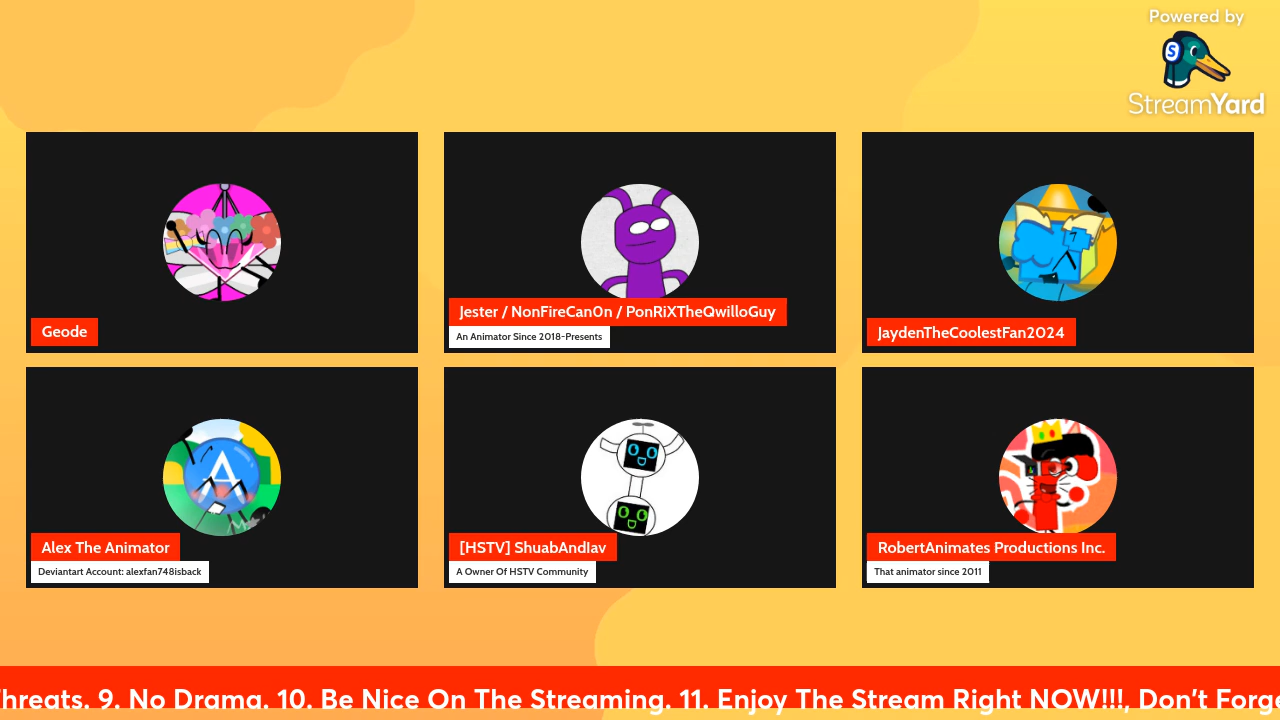 Powered by
StreamYard
Geode
Jester / NonFireCan0n / PonRiXTheQwilloGuy
An Animator Since 2018-Presents
JaydenTheCoolestFan2024
Alex The Animator
Deviantart Account: alexfan748isback
[HSTV] ShuabAndIav
A Owner Of HSTV Community
RobertAnimates Productions Inc.
That animator since 2011
hreats. 9. No Drama. 10. Be Nice On The Streaming. 11. Enjoy The Stream Right NOW!!!, Don't Forg